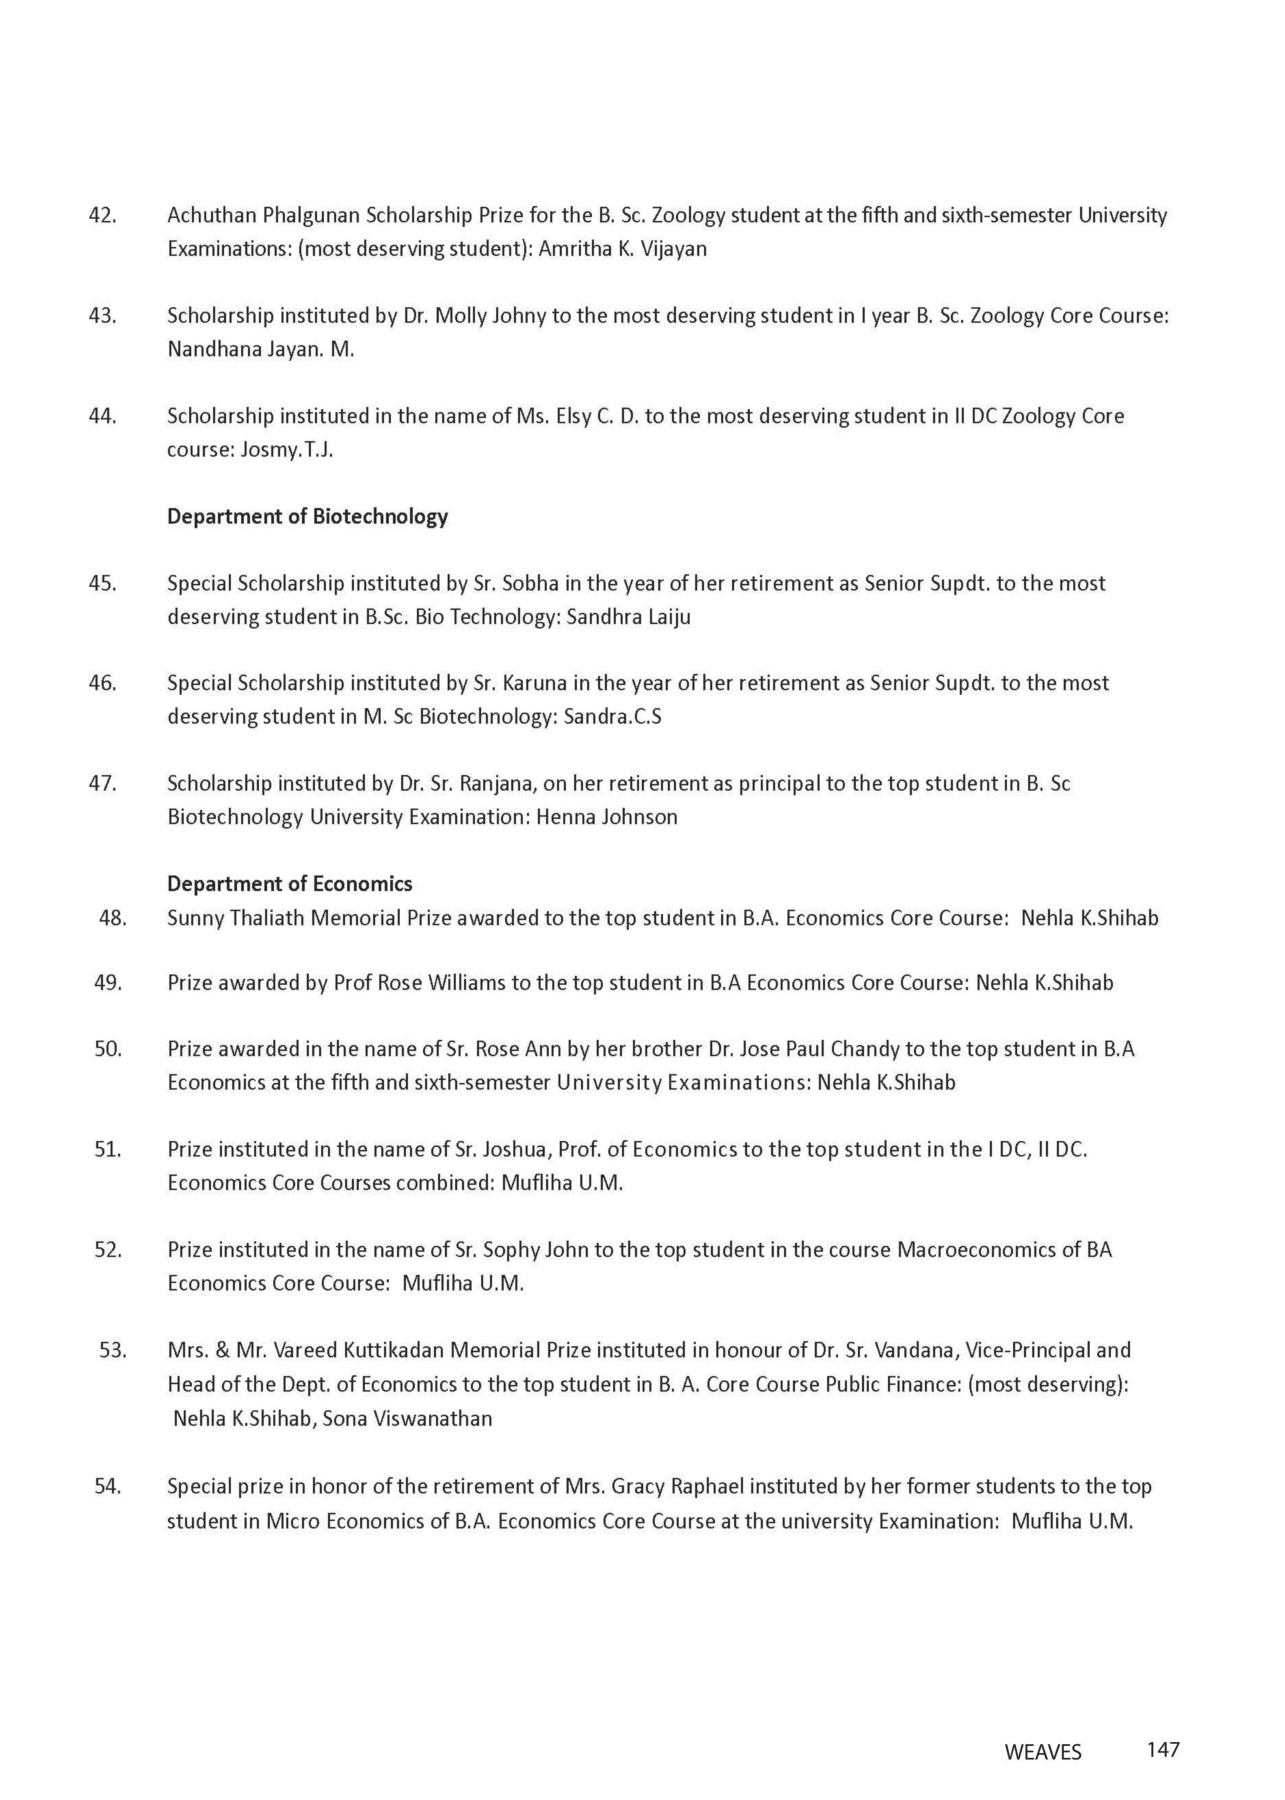 42. Achuthan Phalgunan Scholarship Prize for the B. Sc. Zoology student at the fifth and sixth-semester University
Examinations: (most deserving student): Amritha K. Vijayan
43. Scholarship instituted by Dr. Molly Johny to the most deserving student in I year B. Sc. Zoology Core Course:
Nandhana Jayan. M.
44. Scholarship instituted in the name of Ms. Elsy C. D. to the most deserving student in II DC Zoology Core
course: Josmy.T.J.
Department of Biotechnology
45. Special Scholarship instituted by Sr. Sobha in the year of her retirement as Senior Supdt. to the most
deserving student in B.Sc. Bio Technology: Sandhra Laiju
46. Special Scholarship instituted by Sr. Karuna in the year of her retirement as Senior Supdt. to the most
deserving student in M. Sc Biotechnology: Sandra.C.S
47. Scholarship instituted by Dr. Sr. Ranjana, on her retirement as principal to the top student in B. Sc
Biotechnology University Examination: Henna Johnson
Department of Economics
48. Sunny Thaliath Memorial Prize awarded to the top student in B.A. Economics Core Course: Nehla K.Shihab
49. Prize awarded by Prof Rose Williams to the top student in B.A Economics Core Course: Nehla K.Shihab
50. Prize awarded in the name of Sr. Rose Ann by her brother Dr. Jose Paul Chandy to the top student in B.A
Economics at the fifth and sixth-semester University Examinations: Nehla K.Shihab
51. Prize instituted in the name of Sr. Joshua, Prof. of Economics to the top student in the I DC, II DC.
Economics Core Courses combined: Mufliha U.M.
52. Prize instituted in the name of Sr. Sophy John to the top student in the course Macroeconomics of BA
Economics Core Course: Mufliha U.M.
53. Mrs. & Mr. Vareed Kuttikadan Memorial Prize instituted in honour of Dr. Sr. Vandana, Vice-Principal and
Head of the Dept. of Economics to the top student in B. A. Core Course Public Finance: (most deserving):
Nehla K.Shihab, Sona Viswanathan
54. Special prize in honor of the retirement of Mrs. Gracy Raphael instituted by her former students to the top
student in Micro Economics of B.A. Economics Core Course at the university Examination: Mufliha U.M.
WEAVES 147